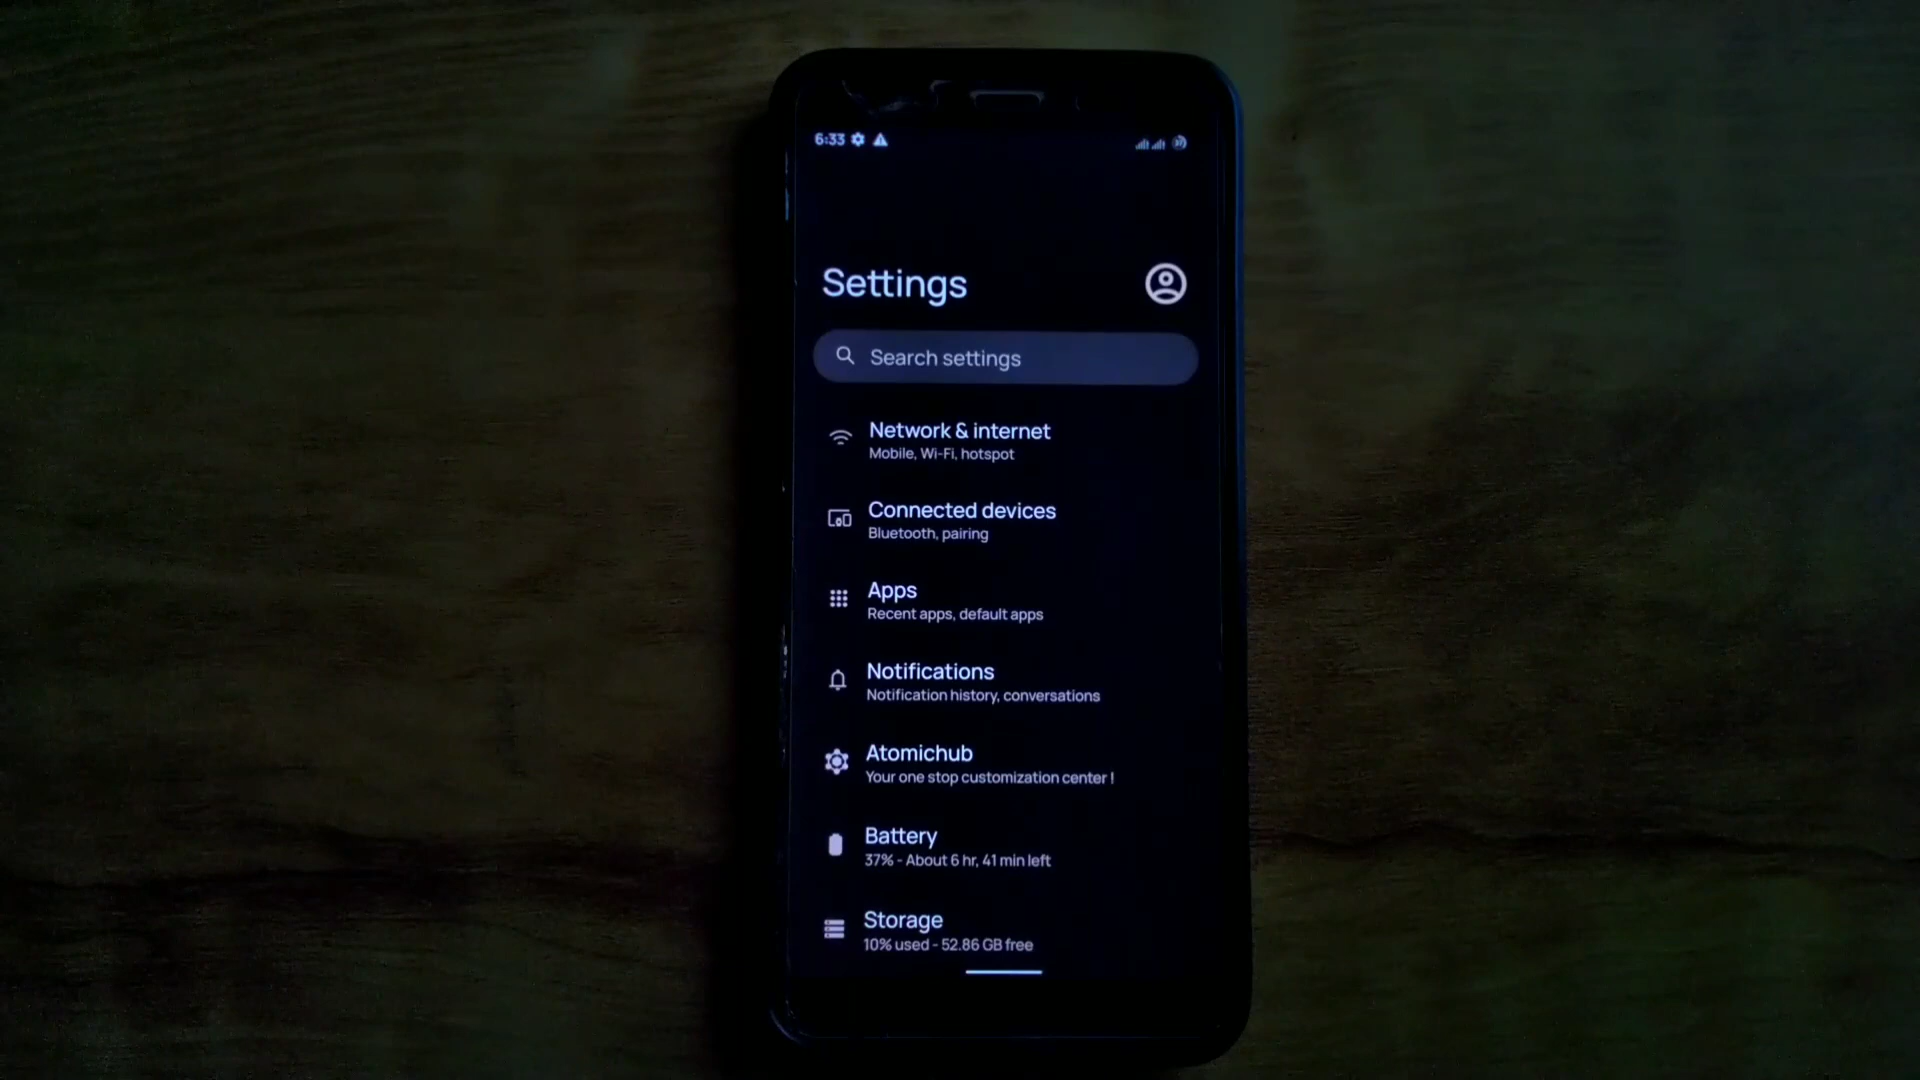 6:33
Settings
Search settings
Network & internet
Mobile, Wi-Fi, hotspot
Connected devices
Bluetooth, pairing
Apps
Recent apps, default apps
Notifications
Notification history, conversations
Atomichub
Your one stop customization center !
Battery
37% - About 6 hr, 41 min left
Storage
10% used - 52.86 GB free